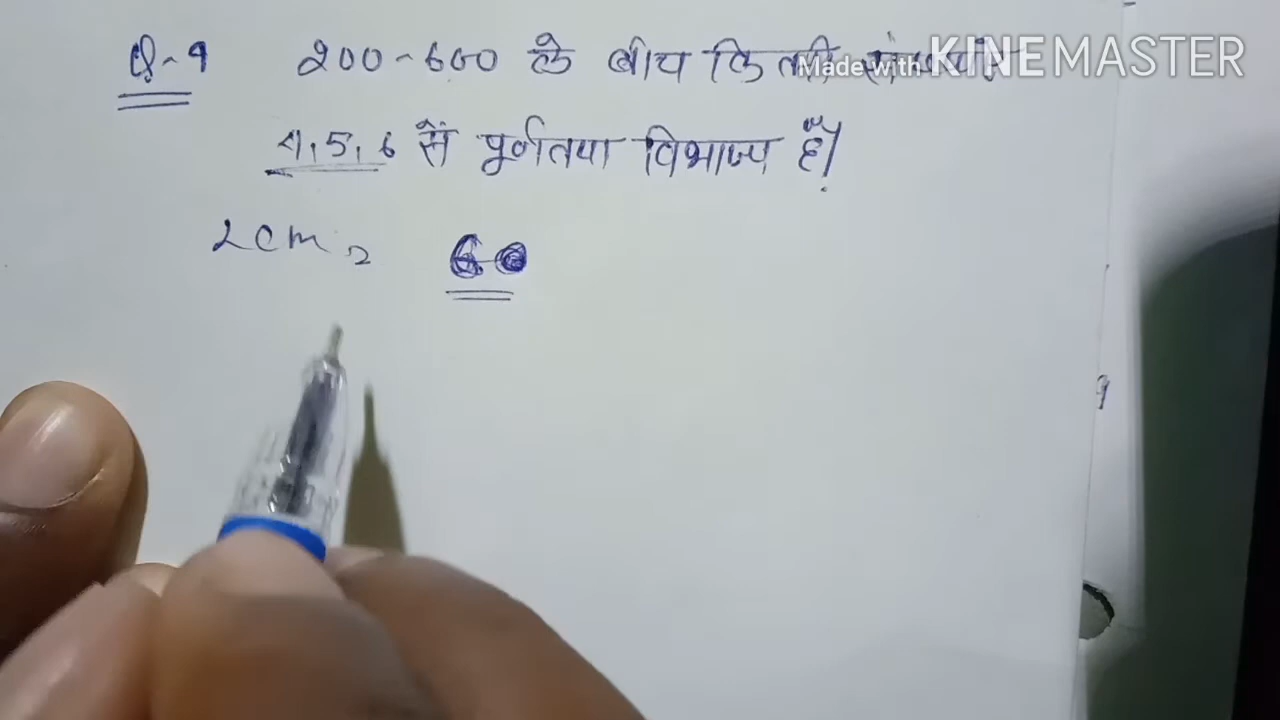 Q-4 200-600 के बीच कितनी संख्याएं
Made with KINEMASTER
4,5,6 सें पूर्णतया विभाज्य हैं।
LCM = 60